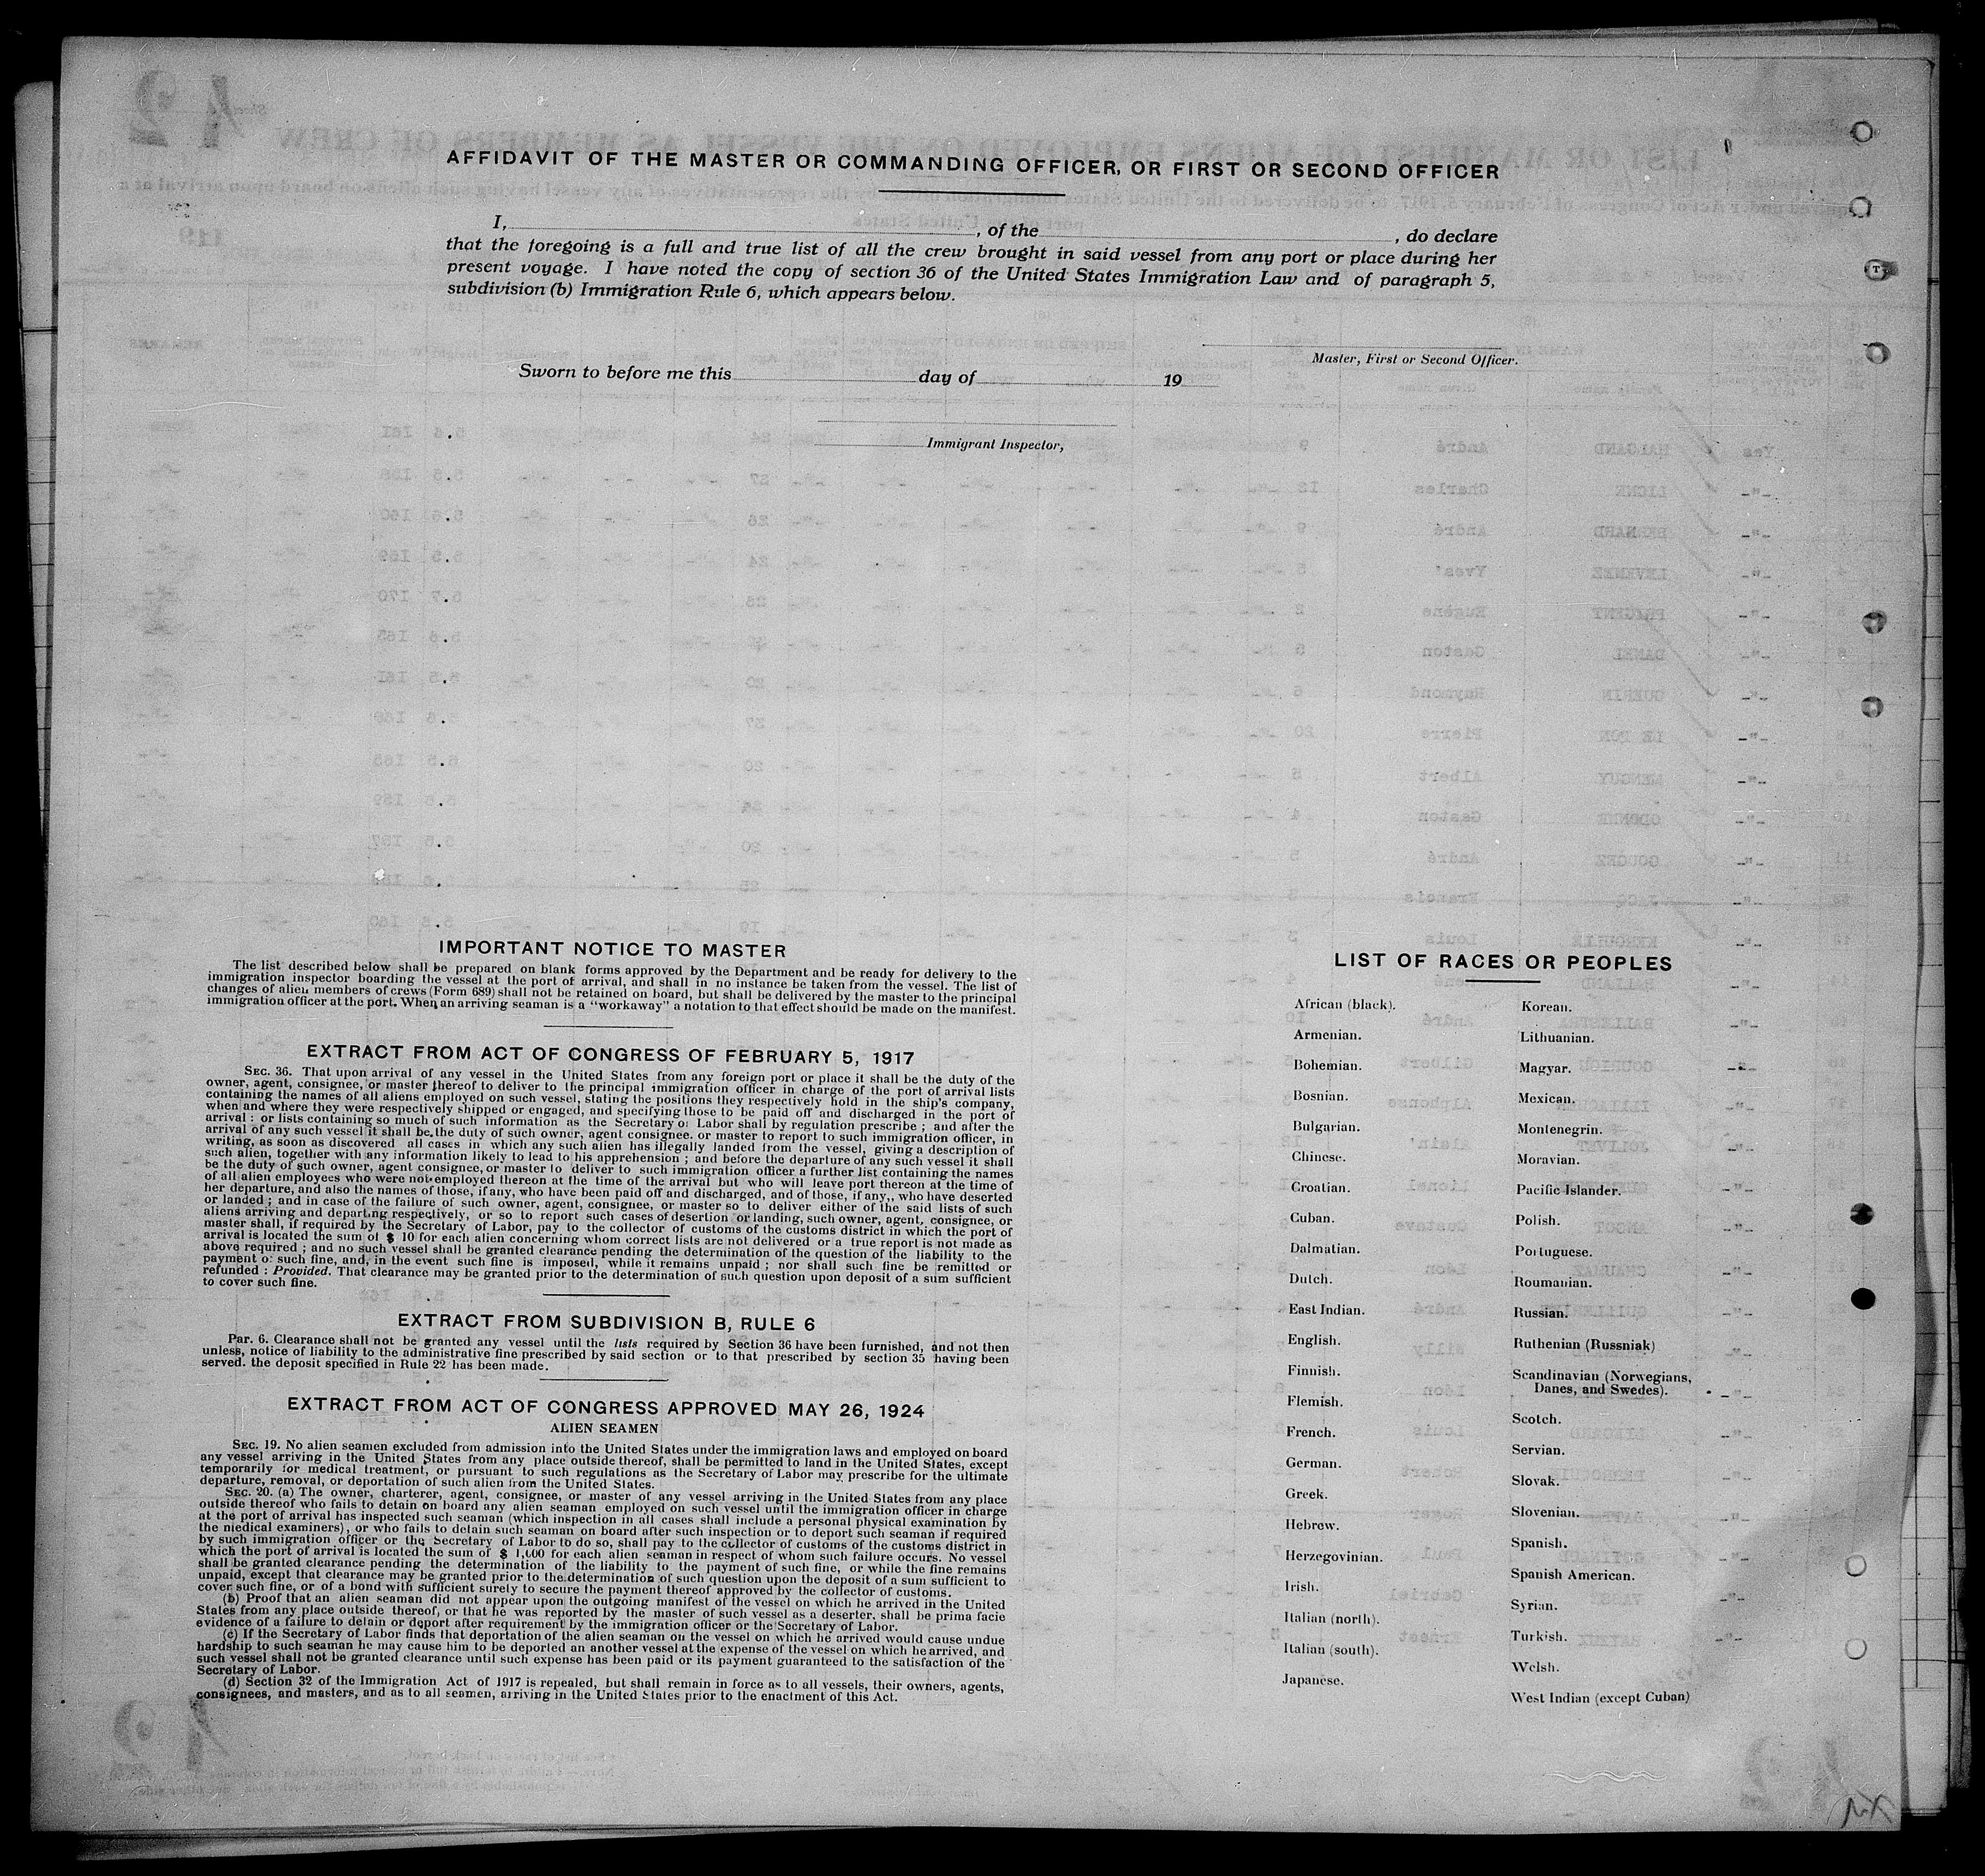 AFFIDAVIT OF THE MASTER OR COMMANDING OFFICER, OR FIRST OR SECOND OFFICER
I, , of the , do declare
that the foregoing is a full and true list of all the crew brought in said vessel from any port or place during her
present voyage. I have noted the copy of section 36 of the United States Immigration Law and of paragraph 5,
subdivision (b) Immigration Rule 6, which appears below.
Master, First or Second Officer.
Sworn to before me this day of 19
Immigrant Inspector,
IMPORTANT NOTICE TO MASTER
The list described below shall be prepared on blank forms approved by the Department and be ready for delivery to the
immigration inspector boarding the vessel at the port of arrival, and shall in no instance be taken from the vessel. The list of
changes of alien members of crews (Form 689) shall not be retained on board, but shall be delivered by the master to the principal
immigration officer at the port. When an arriving seaman is a "workaway" a notation to that effect should be made on the manifest.
EXTRACT FROM ACT OF CONGRESS OF FEBRUARY 5, 1917
SEC. 36. That upon arrival of any vessel in the United States from any foreign port or place it shall be the duty of the
owner, agent, consignee, or master thereof to deliver to the principal immigration officer in charge of the port of arrival lists
containing the names of all aliens employed on such vessel, stating the positions they respectively hold in the ship's company,
when and where they were respectively shipped or engaged, and specifying those to be paid off and discharged in the port of
arrival : or lists containing so much of such information as the Secretary of Labor shall by regulation prescribe ; and after the
arrival of any such vessel it shall be the duty of such owner, agent consignee. or master to report to such immigration officer, in
writing, as soon as discovered all cases in which any such alien has illegally landed from the vessel, giving a description of
such alien, together with any information likely to lead to his apprehension ; and before the departure of any such vessel it shall
be the duty of such owner, agent consignee, or master to deliver to such immigration officer a further list containing the names
of all alien employees who were not employed thereon at the time of the arrival but who will leave port thereon at the time of
her departure, and also the names of those, if any, who have been paid off and discharged, and of those, if any,, who have deserted
or landed ; and in case of the failure of such owner, agent, consignee, or master so to deliver either of the said lists of such
aliens arriving and departing respectively, or so to report such cases of desertion or landing, such owner, agent, consignee, or
master shall, if required by the Secretary of Labor, pay to the collector of customs of the customs district in which the port of
arrival is located the sum of $ 10 for each alien concerning whom correct lists are not delivered or a true report is not made as
above required ; and no such vessel shall be granted clearance pending the determination of the question of the liability to the
payment of such fine, and, in the event such fine is imposed, while it remains unpaid ; nor shall such fine be remitted or
refunded : Provided. That clearance may be granted prior to the determination of such question upon deposit of a sum sufficient
to cover such fine.
EXTRACT FROM SUBDIVISION B, RULE 6
Par. 6. Clearance shall not be granted any vessel until the lists required by Section 36 have been furnished, and not then
unless, notice of liability to the administrative fine prescribed by said section or to that prescribed by section 35 having been
served. the deposit specified in Rule 22 has been made.
EXTRACT FROM ACT OF CONGRESS APPROVED MAY 26, 1924
ALIEN SEAMEN
SEC. 19. No alien seamen excluded from admission into the United States under the immigration laws and employed on board
any vessel arriving in the United States from any place outside thereof, shall be permitted to land in the United States, except
temporarily for medical treatment, or pursuant to such regulations as the Secretary of Labor may prescribe for the ultimate
departure, removal, or deportation of such alien from the United States.
SEC. 20. (a) The owner, charterer, agent, consignee, or master of any vessel arriving in the United States from any place
outside thereof who fails to detain on board any alien seaman employed on such vessel until the immigration officer in charge
at the port of arrival has inspected such seaman (which inspection in all cases shall include a personal physical examination by
the medical examiners), or who fails to detain such seaman on board after such inspection or to deport such seaman if required
by such immigration officer or the Secretary of Labor to do so, shall pay to the collector of customs of the customs district in
which the port of arrival is located the sum of $ 1,000 for each alien seaman in respect of whom such failure occurs. No vessel
shall be granted clearance pending the determination of the liability to the payment of such fine, or while the fine remains
unpaid, except that clearance may be granted prior to the determination of such question upon the deposit of a sum sufficient to
cover such fine, or of a bond with sufficient surely to secure the payment thereof approved by the collector of customs.
(b) Proof that an alien seaman did not appear upon the outgoing manifest of the vessel on which he arrived in the United
States from any place outside thereof, or that he was reported by the master of such vessel as a deserter, shall be prima facie
evidence of a failure to detain or deport after requirement by the immigration officer or the Secretary of Labor.
(c) If the Secretary of Labor finds that deportation of the alien seaman on the vessel on which he arrived would cause undue
hardship to such seaman he may cause him to be deported an another vessel at the expense of the vessel on which he arrived, and
such vessel shall not be granted clearance until such expense has been paid or its payment guaranteed to the satisfaction of the
Secretary of Labor.
(d) Section 32 of the Immigration Act of 1917 is repealed, but shall remain in force as to all vessels, their owners, agents,
consignees, and masters, and as to all seamen, arriving in the United States prior to the enactment of this Act.
LIST OF RACES OR PEOPLES
African (black).
Armenian.
Bohemian.
Bosnian.
Bulgarian.
Chinese.
Croatian.
Cuban.
Dalmatian.
Dutch.
East Indian.
English.
Finnish.
Flemish.
French.
German.
Greek.
Hebrew.
Herzegovinian.
Irish.
Italian (north).
Italian (south).
Japanese.
Korean.
Lithuanian.
Magyar.
Mexican.
Montenegrin.
Moravian.
Pacific Islander.
Polish.
Portuguese.
Roumanian.
Russian.
Ruthenian (Russniak)
Scandinavian (Norwegians,
Danes, and Swedes).
Scotch.
Servian.
Slovak.
Slovenian.
Spanish.
Spanish American.
Syrian.
Turkish.
Welsh.
West Indian (except Cuban)